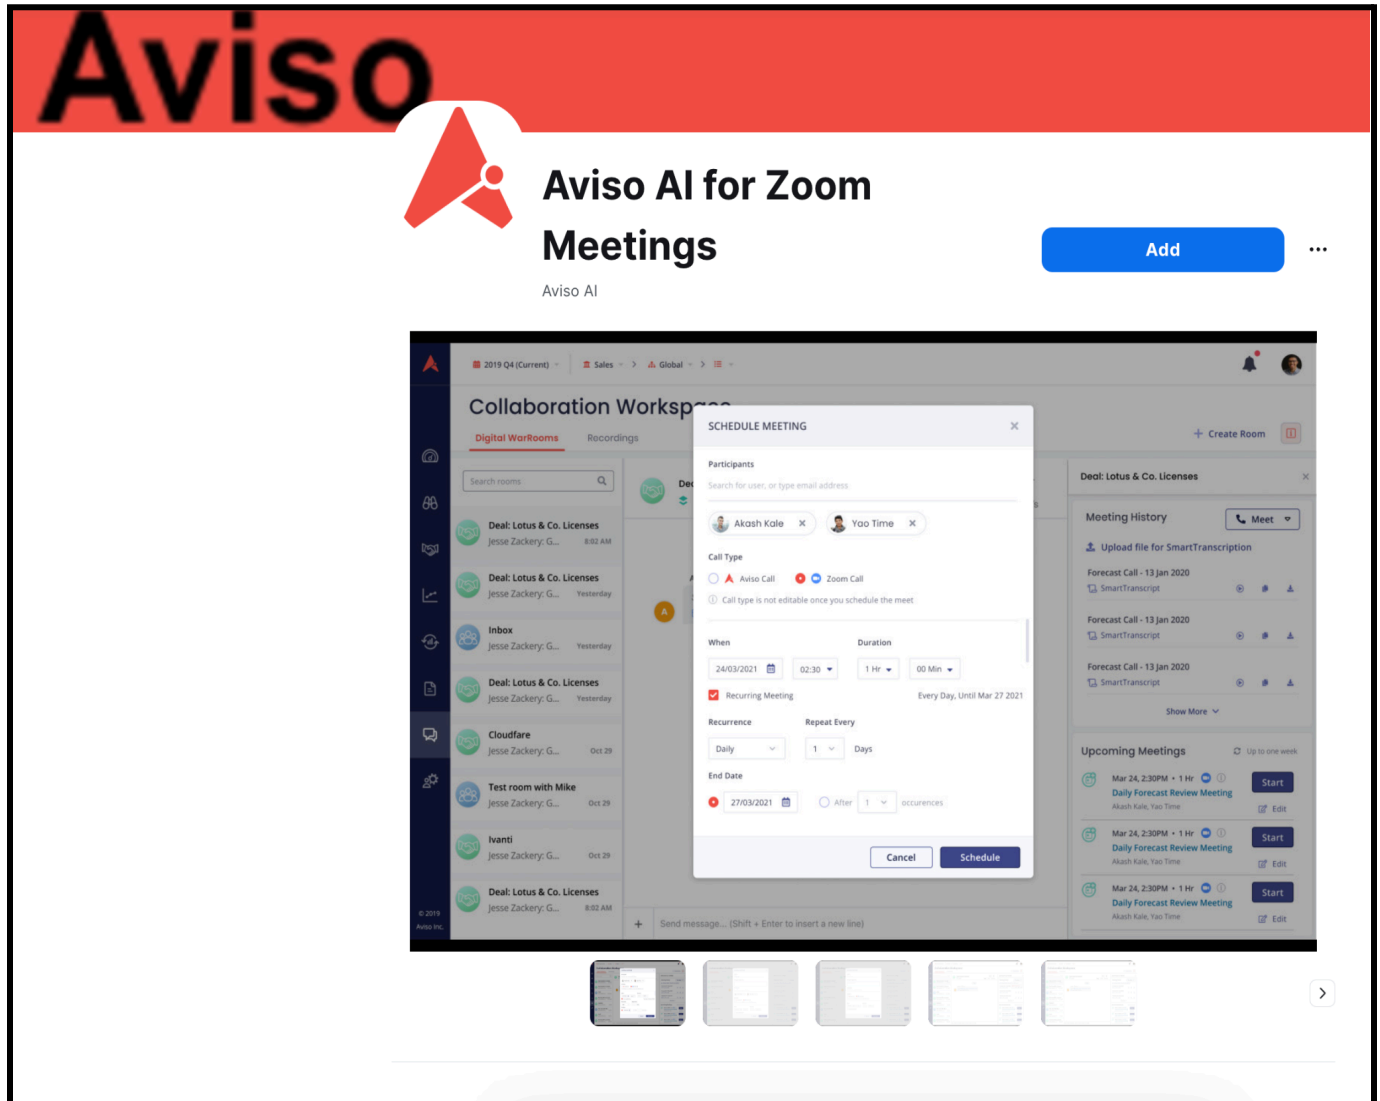 Aviso
Aviso AI for Zoom
Meetings
Add
Aviso AI
2019 Q4 (Current)
Sales
Global
Collaboration Workspace
Digital WarRooms
Recordings
Create Room
Search rooms
Deal: Lotus & Co. Licenses
Jesse Zackery: G... 8:02 AM
Deal: Lotus & Co. Licenses
Jesse Zackery: G... Yesterday
Inbox
Jesse Zackery: G... Yesterday
Deal: Lotus & Co. Licenses
Jesse Zackery: G... Yesterday
Cloudfare
Jesse Zackery: G... Oct 29
Test room with Mike
Jesse Zackery: G... Oct 29
Ivanti
Jesse Zackery: G... Oct 29
Deal: Lotus & Co. Licenses
Jesse Zackery: G... 8:02 AM
© 2019
Aviso Inc.
A
SCHEDULE MEETING
Participants
Search for user, or type email address
Akash Kale
Yao Time
Call Type
Aviso Call
Zoom Call
Call type is not editable once you schedule the meet
When
Duration
24/03/2021
02:30
1 Hr
00 Min
Recurring Meeting
Every Day, Until Mar 27 2021
Recurrence
Repeat Every
Daily
1
Days
End Date
27/03/2021
After
1
occurences
Cancel
Schedule
Send message... (Shift + Enter to insert a new line)
Deal: Lotus & Co. Licenses
Meeting History
Meet
Upload file for SmartTranscription
Forecast Call - 13 Jan 2020
SmartTranscript
Forecast Call - 13 Jan 2020
SmartTranscript
Forecast Call - 13 Jan 2020
SmartTranscript
Show More
Upcoming Meetings
Up to one week
Mar 24, 2:30PM • 1 Hr
Daily Forecast Review Meeting
Akash Kale, Yao Time
Start
Edit
Mar 24, 2:30PM • 1 Hr
Daily Forecast Review Meeting
Akash Kale, Yao Time
Start
Edit
Mar 24, 2:30PM • 1 Hr
Daily Forecast Review Meeting
Akash Kale, Yao Time
Start
Edit